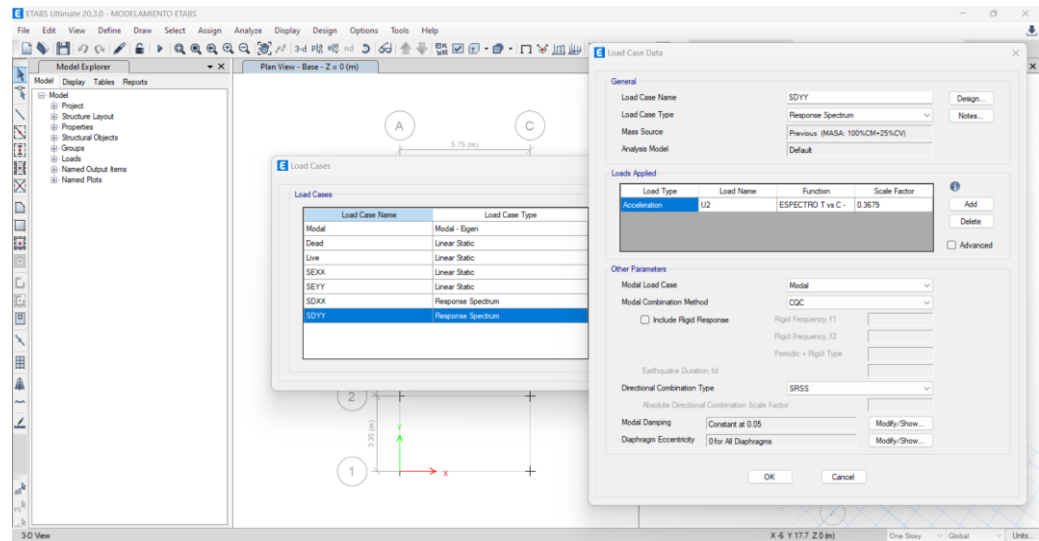 ETABS Ultimate 20.3.0 - MODELAMIENTO ETABS
File Edit View Define Draw Select Assign Analyze Display Design Options Tools Help
3-d nd
Model Explorer
Model Display Tables Reports
Model
Project
Structure Layout
Properties
Structural Objects
Groups
Loads
Named Output Items
Named Plots
Plan View - Base - Z = 0 (m)
A C
5.75 (m)
Load Cases
Load Cases
Load Case Name Load Case Type
Modal Modal - Eigen
Dead Linear Static
Live Linear Static
SEXX Linear Static
SEYY Linear Static
SDXX Response Spectrum
SDYY Response Spectrum
2
3.35 (m)
Y
1
X
Load Case Data
General
Load Case Name SDYY Design...
Load Case Type Response Spectrum Notes...
Mass Source Previous (MASA: 100%CM+25%CV)
Analysis Model Default
Loads Applied
Load Type Load Name Function Scale Factor
Acceleration U2 ESPECTRO T vs C - 0.3679
Add
Delete
Advanced
Other Parameters
Modal Load Case Modal
Modal Combination Method CQC
Include Rigid Response Rigid Frequency, f1
Rigid Frequency, f2
Periodic + Rigid Type
Earthquake Duration, td
Directional Combination Type SRSS
Absolute Directional Combination Scale Factor
Modal Damping Constant at 0.05 Modify/Show...
Diaphragm Eccentricity 0 for All Diaphragms Modify/Show...
OK Cancel
3-D View X -6 Y 17.7 Z 0 (m) One Story Global Units...